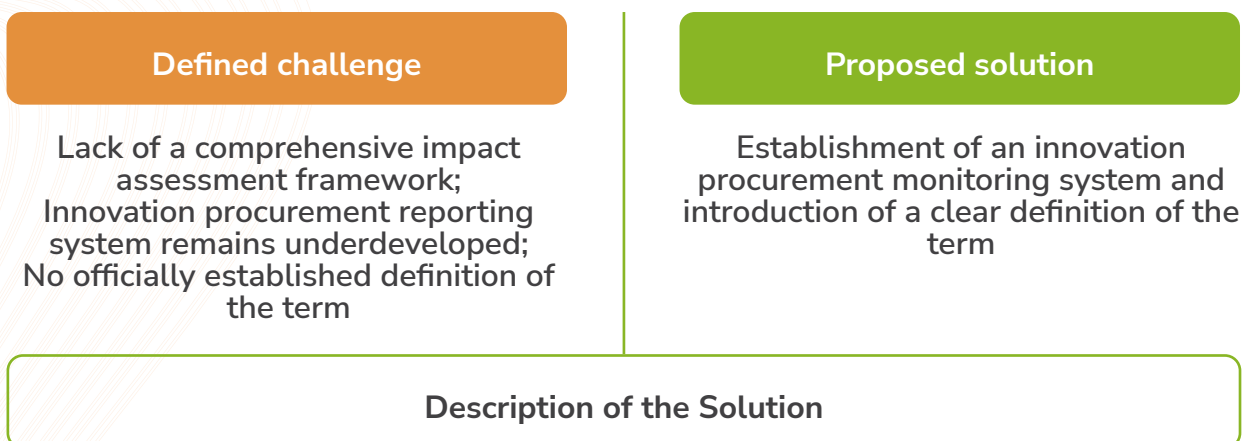 Defined challenge
Lack of a comprehensive impact
assessment framework;
Innovation procurement reporting
system remains underdeveloped;
No officially established definition of
the term
Proposed solution
Establishment of an innovation
procurement monitoring system and
introduction of a clear definition of the
term
Description of the Solution